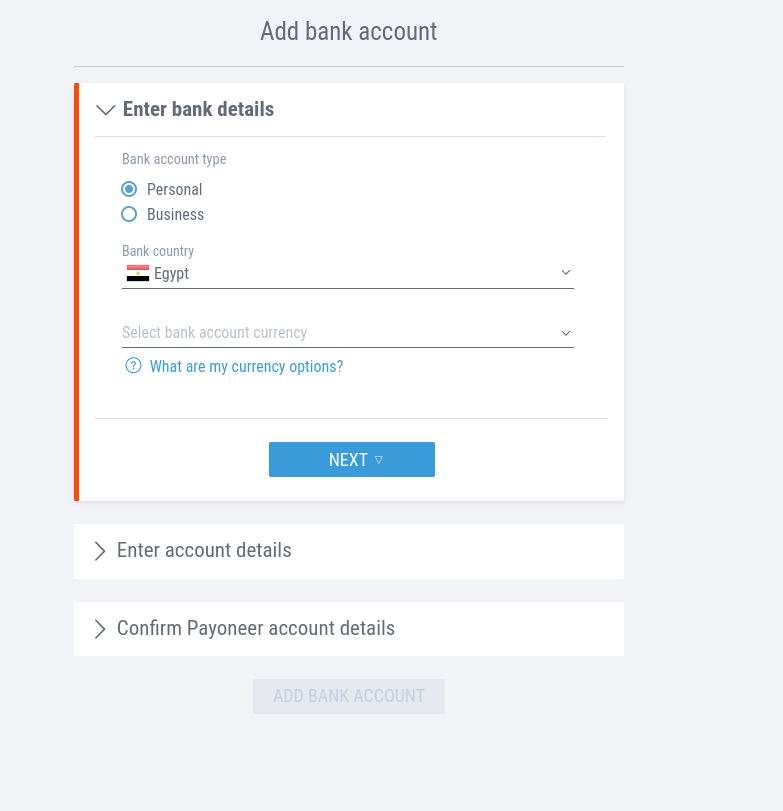 Add bank account
Enter bank details
Bank account type
Personal
Business
Bank country
Egypt
Select bank account currency
? What are my currency options?
NEXT
Enter account details
Confirm Payoneer account details
ADD BANK ACCOUNT